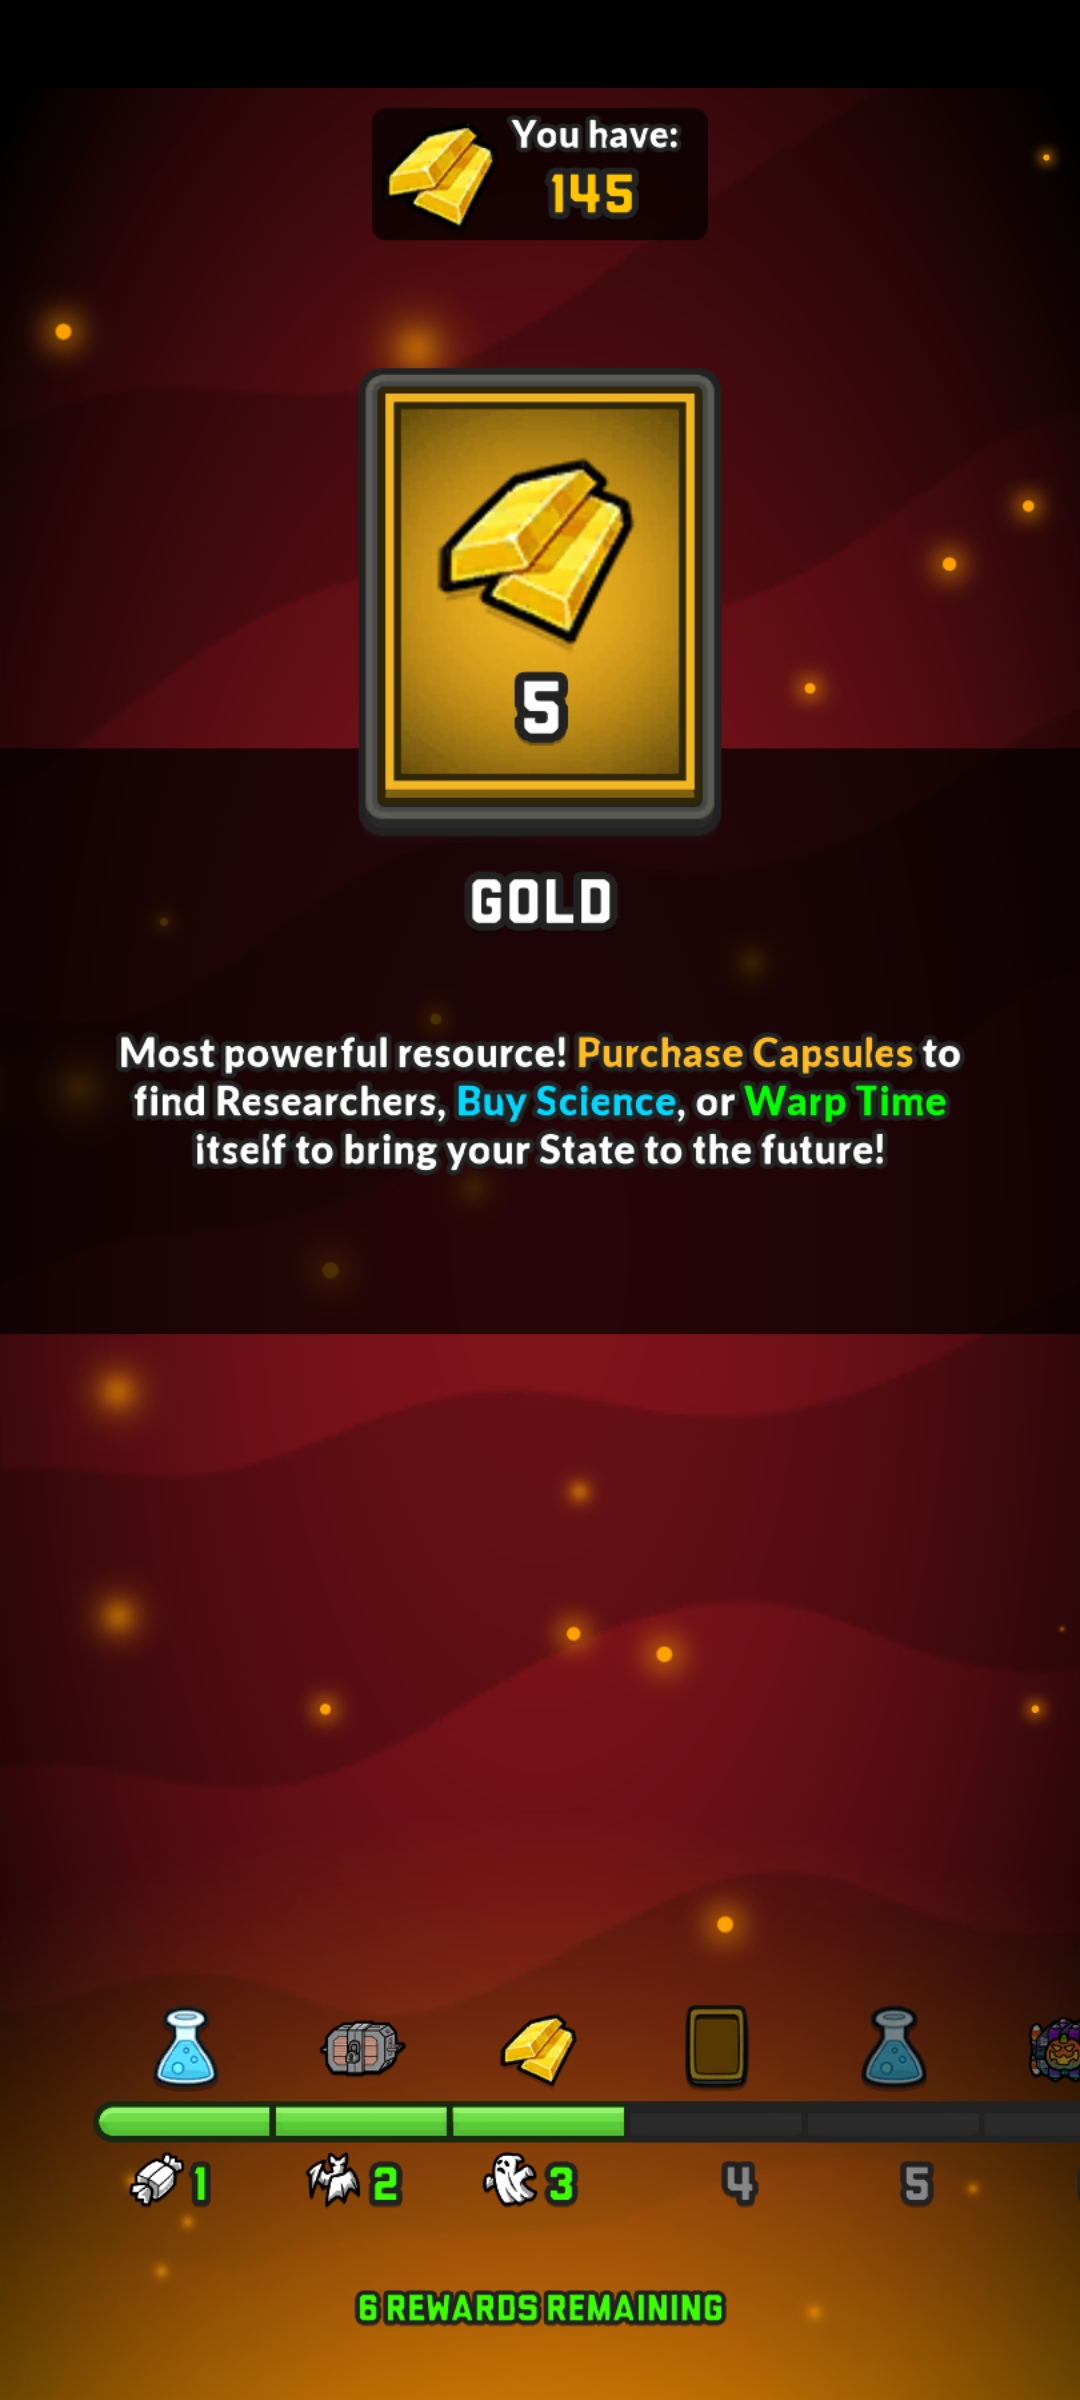 You have:
145
5
GOLD
Most powerful resource! Purchase Capsules to
find Researchers, Buy Science, or Warp Time
itself to bring your State to the future!
1 2 3 4 5
6 REWARDS REMAINING